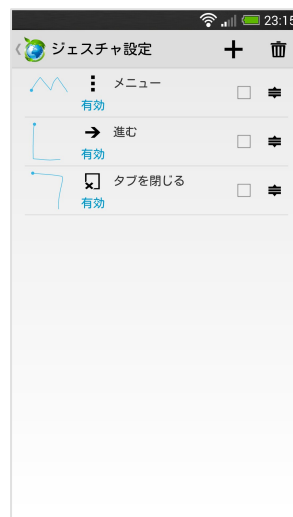 23:15
ジェスチャ設定
メニュー
有効
進む
有効
タブを閉じる
有効